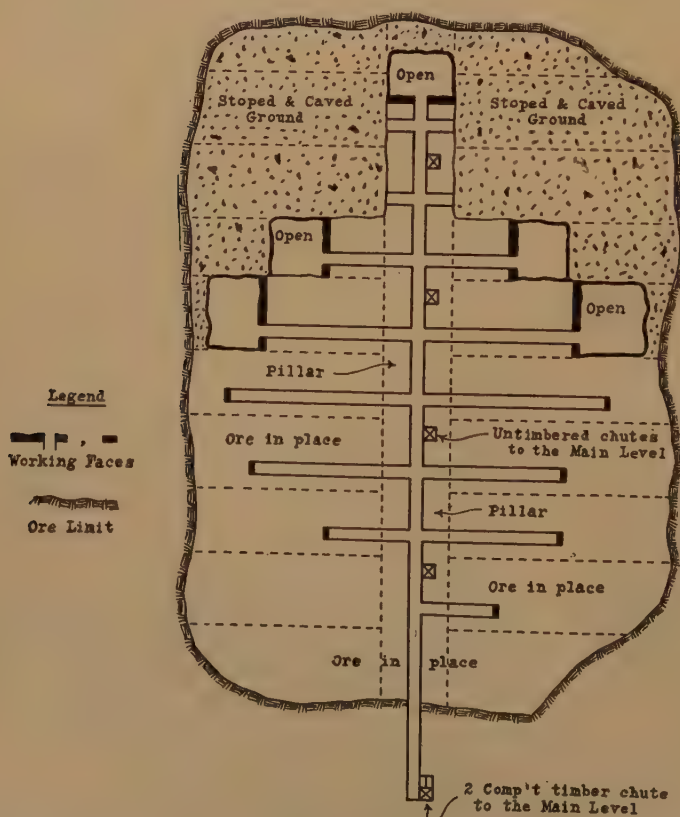 Open
Stoped & Caved
Ground
Stoped & Caved
Ground
Open
Open
Pillar
Legend
Working Faces
Ore Limit
Ore in place
Untimbered chutes
to the Main Level
Pillar
Ore in place
Ore in place
2 Comp't timber chute
to the Main Level